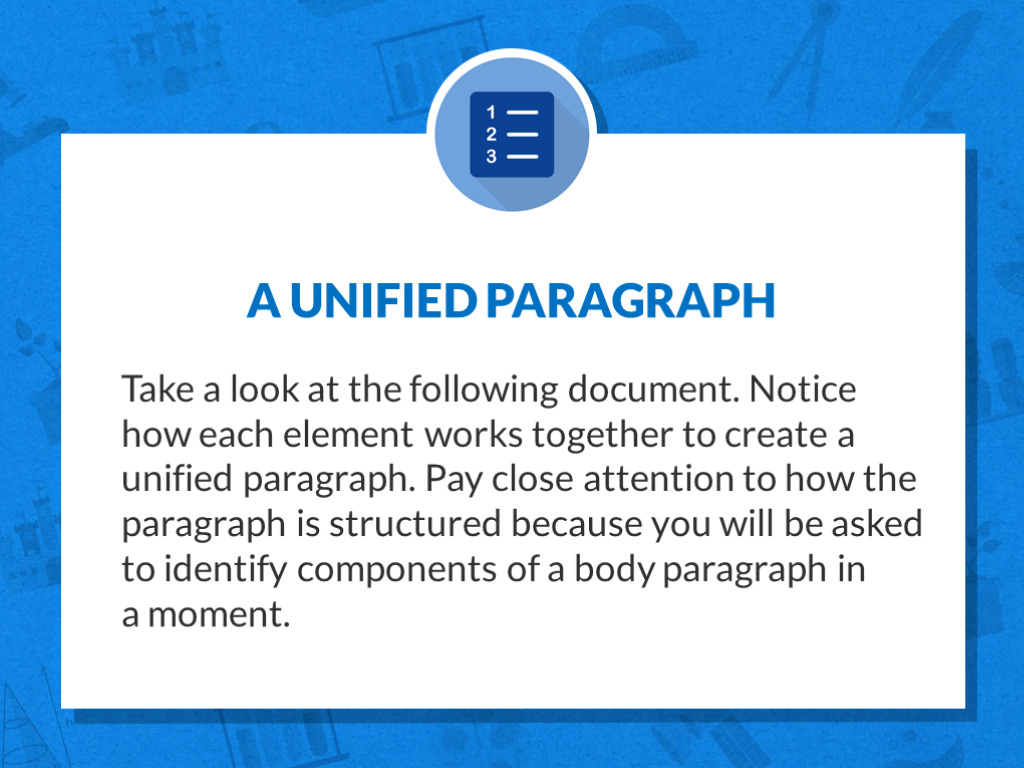 1
2
3
A UNIFIED PARAGRAPH
Take a look at the following document. Notice
how each element works together to create a
unified paragraph. Pay close attention to how the
paragraph is structured because you will be asked
to identify components of a body paragraph in
a moment.